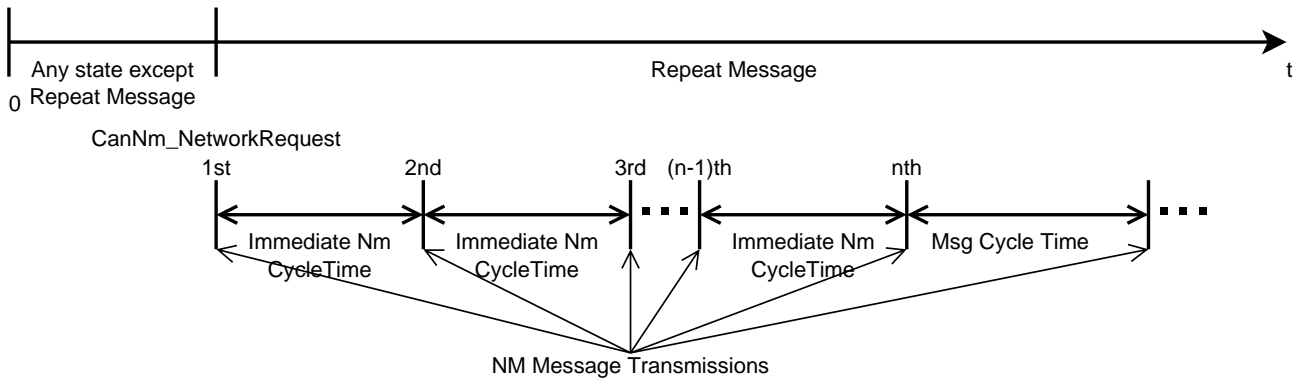 Any state except
Repeat Message
Repeat Message
t
0
CanNm_NetworkRequest
1st
2nd
3rd
(n-1)th
nth
Immediate Nm
CycleTime
Immediate Nm
CycleTime
Immediate Nm
CycleTime
Msg Cycle Time
NM Message Transmissions